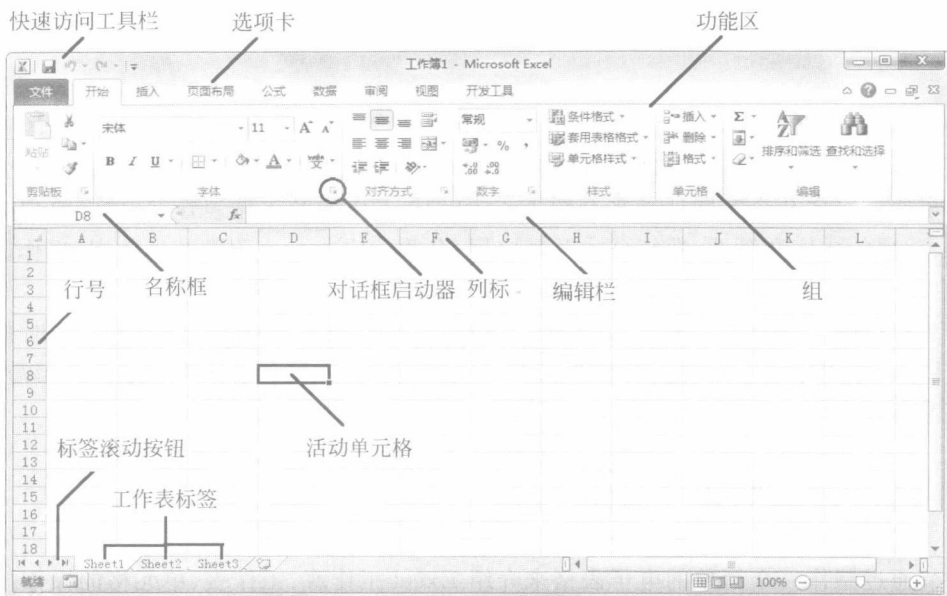 快速访问工具栏 选项卡 功能区
工作簿1 - Microsoft Excel
文件 开始 插入 页面布局 公式 数据 审阅 视图 开发工具
宋体 11 A A 常规 条件格式 插入 Σ
粘贴 套用表格格式 删除 排序和筛选 查找和选择
B I U A % , 单元格样式 格式
剪贴板 字体 对齐方式 数字 样式 单元格 编辑
D8 fx
A B C D E F G H I J K L
1
2
3 行号 名称框 对话框启动器 列标 编辑栏 组
4
5
6
7
8
9
10
11
12 标签滚动按钮 活动单元格
13
14
15 工作表标签
16
17
18
Sheet1 Sheet2 Sheet3
就绪 100%